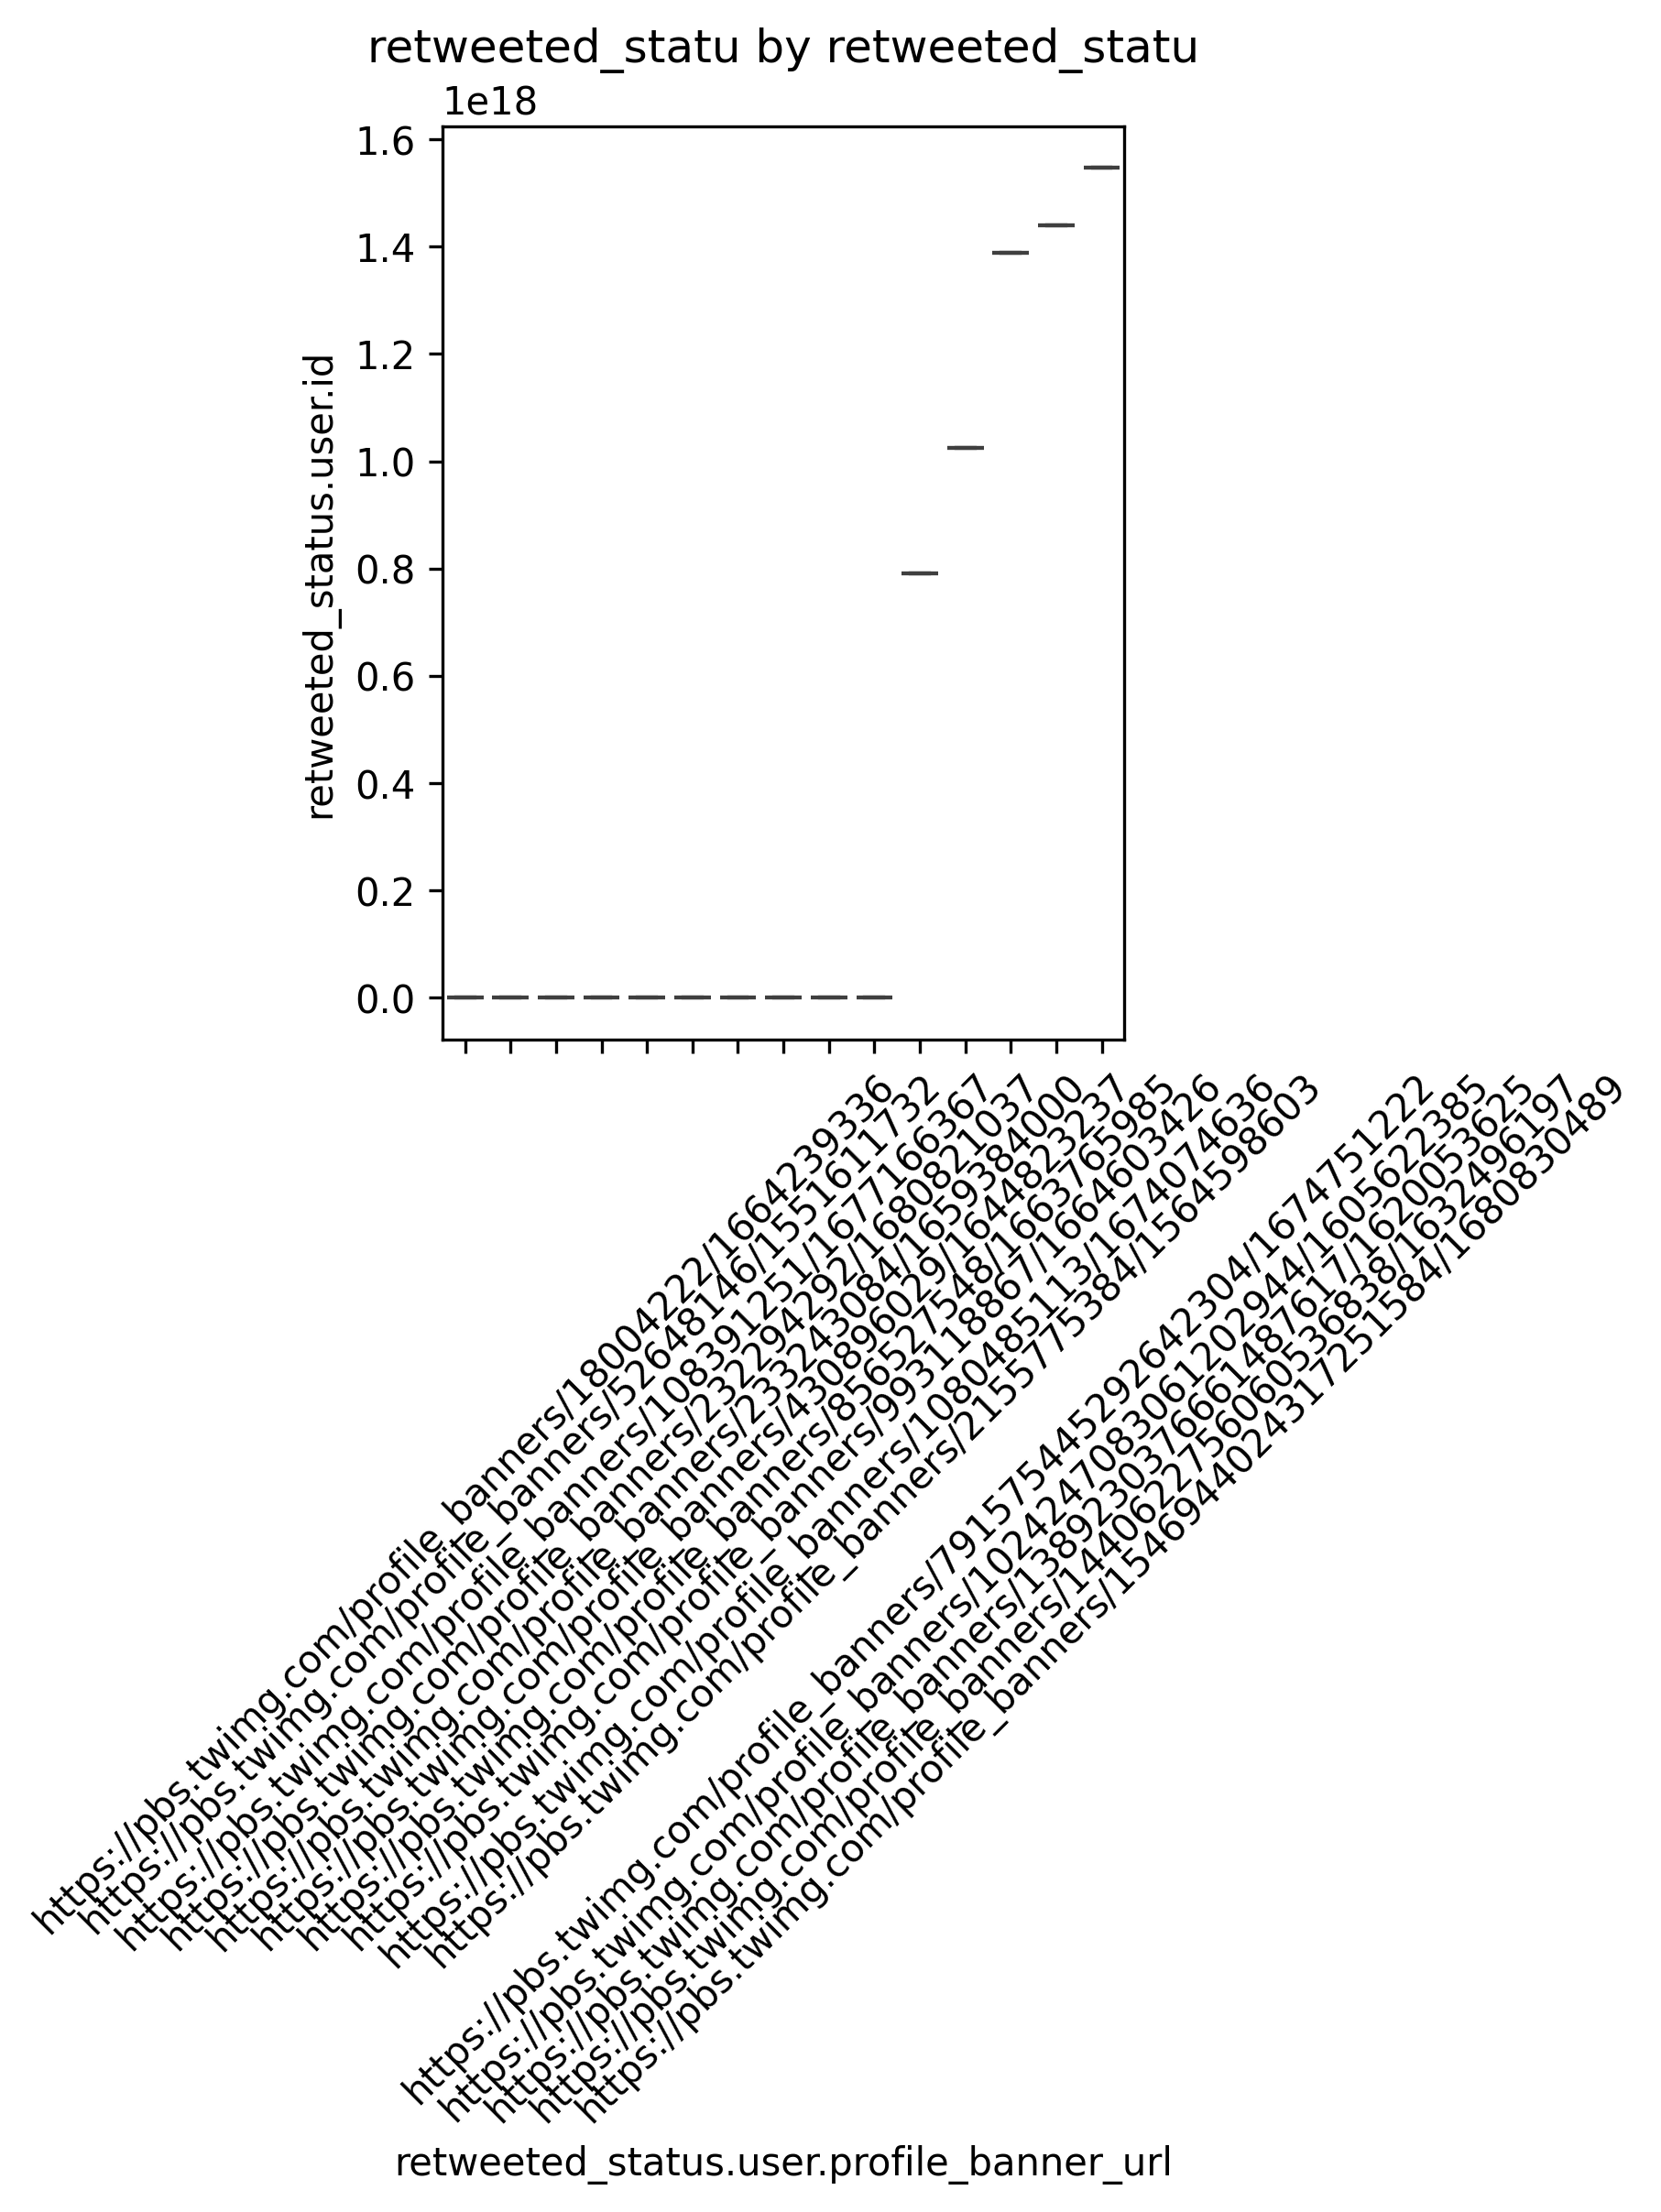 retweeted_statu by retweeted_statu
1e18
1.6
1.4
1.2
1.0
0.8
0.6
0.4
0.2
0.0
retweeted_status.user.id
https://pbs.twimg.com/profile_banners/18004222/1664239336
https://pbs.twimg.com/profile_banners/52648146/1551611732
https://pbs.twimg.com/profile_banners/108391251/1677166367
https://pbs.twimg.com/profile_banners/232294292/1680821037
https://pbs.twimg.com/profile_banners/233243084/1659384000
https://pbs.twimg.com/profile_banners/430896029/1644823237
https://pbs.twimg.com/profile_banners/856527548/1663765985
https://pbs.twimg.com/profile_banners/993118867/1664603426
https://pbs.twimg.com/profile_banners/1080485113/1674074636
https://pbs.twimg.com/profile_banners/2155775384/1564598603
https://pbs.twimg.com/profile_banners/791575445292642304/1674751222
https://pbs.twimg.com/profile_banners/1024247083061202944/1605622385
https://pbs.twimg.com/profile_banners/1389230376661487617/1620053625
https://pbs.twimg.com/profile_banners/1440622756060536838/1632496197
https://pbs.twimg.com/profile_banners/1546944024317251584/1680830489
retweeted_status.user.profile_banner_url